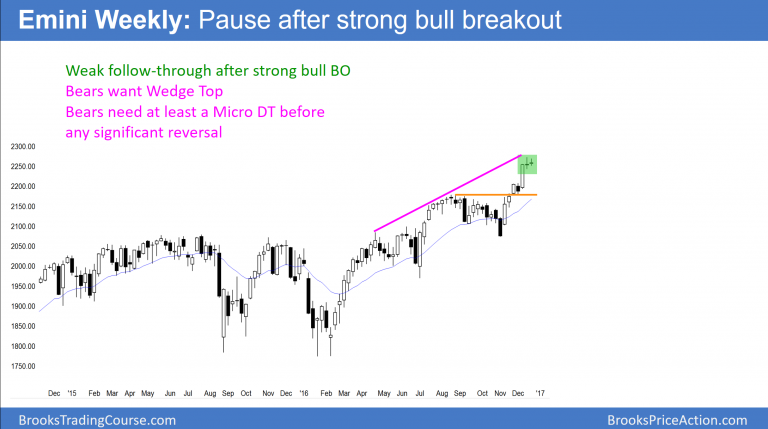 Emini Weekly: Pause after strong bull breakout
Weak follow-through after strong bull BO
Bears want Wedge Top
Bears need at least a Micro DT before
any significant reversal
2300.00
2250.00
2200.00
2150.00
2100.00
2050.00
2000.00
1950.00
1900.00
1850.00
1800.00
1750.00
Dec '15 Feb Mar Apr May Jun Jul Aug Sep Oct Nov Dec '16 Feb Mar Apr May Jun Jul Aug Sep Oct Nov Dec '17
BrooksTradingCourse.com BrooksPriceAction.com